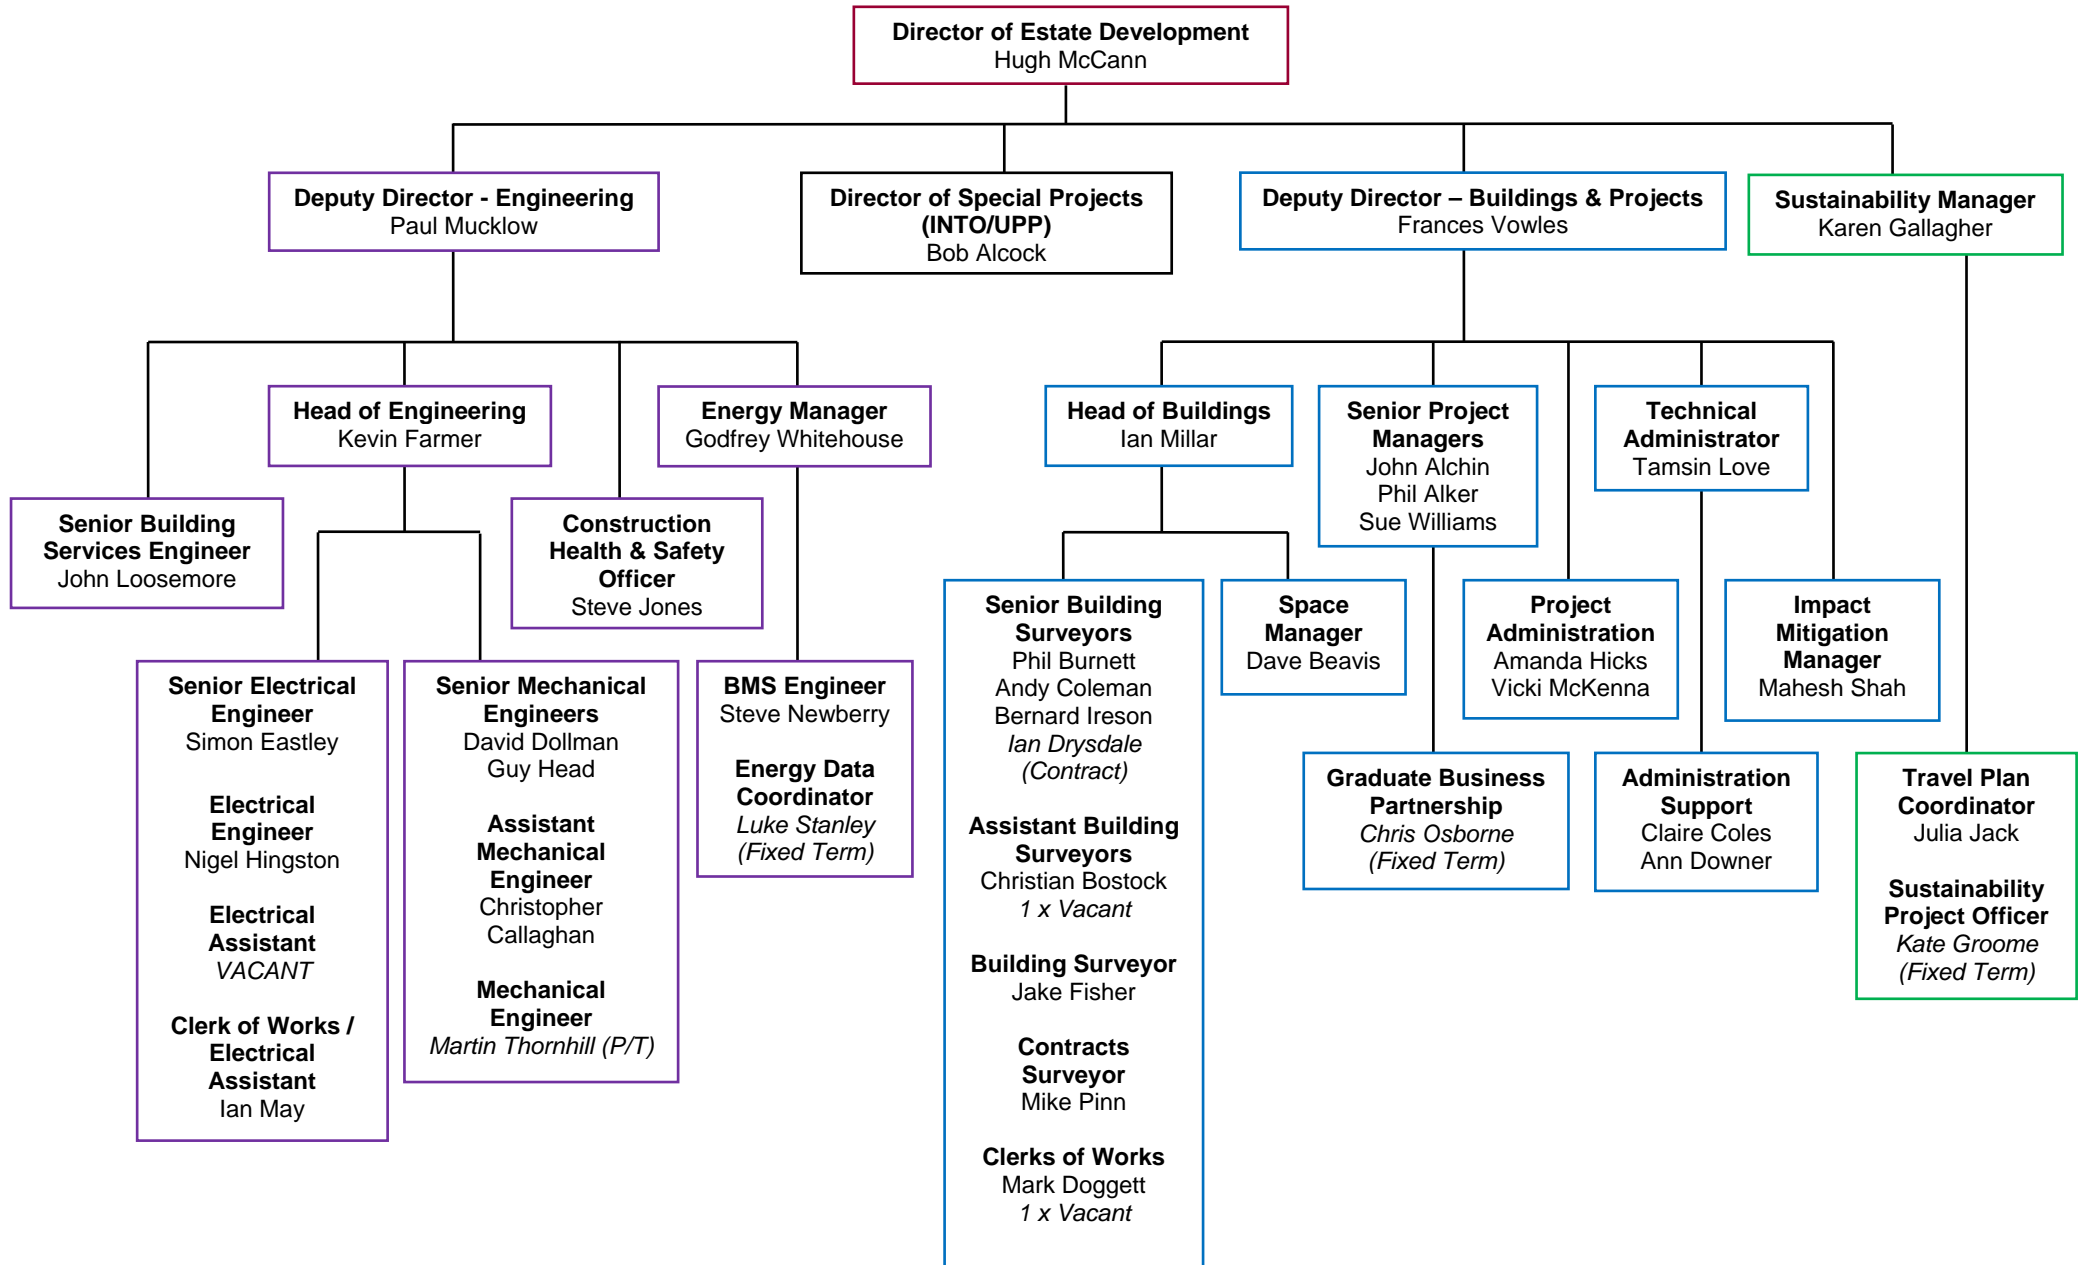 Director of Estate Development
Hugh McCann
Deputy Director - Engineering
Paul Mucklow
Director of Special Projects
(INTO/UPP)
Bob Alcock
Deputy Director – Buildings & Projects
Frances Vowles
Sustainability Manager
Karen Gallagher
Head of Engineering
Kevin Farmer
Energy Manager
Godfrey Whitehouse
Head of Buildings
Ian Millar
Senior Project
Managers
John Alchin
Phil Alker
Sue Williams
Technical
Administrator
Tamsin Love
Senior Building
Services Engineer
John Loosemore
Construction
Health & Safety
Officer
Steve Jones
Senior Building
Surveyors
Phil Burnett
Andy Coleman
Bernard Ireson
Ian Drysdale
(Contract)
Assistant Building
Surveyors
Christian Bostock
1 x Vacant
Building Surveyor
Jake Fisher
Contracts
Surveyor
Mike Pinn
Clerks of Works
Mark Doggett
1 x Vacant
Space
Manager
Dave Beavis
Project
Administration
Amanda Hicks
Vicki McKenna
Impact
Mitigation
Manager
Mahesh Shah
Senior Electrical
Engineer
Simon Eastley
Electrical
Engineer
Nigel Hingston
Electrical
Assistant
VACANT
Clerk of Works /
Electrical
Assistant
Ian May
Senior Mechanical
Engineers
David Dollman
Guy Head
Assistant
Mechanical
Engineer
Christopher
Callaghan
Mechanical
Engineer
Martin Thornhill (P/T)
BMS Engineer
Steve Newberry
Energy Data
Coordinator
Luke Stanley
(Fixed Term)
Graduate Business
Partnership
Chris Osborne
(Fixed Term)
Administration
Support
Claire Coles
Ann Downer
Travel Plan
Coordinator
Julia Jack
Sustainability
Project Officer
Kate Groome
(Fixed Term)